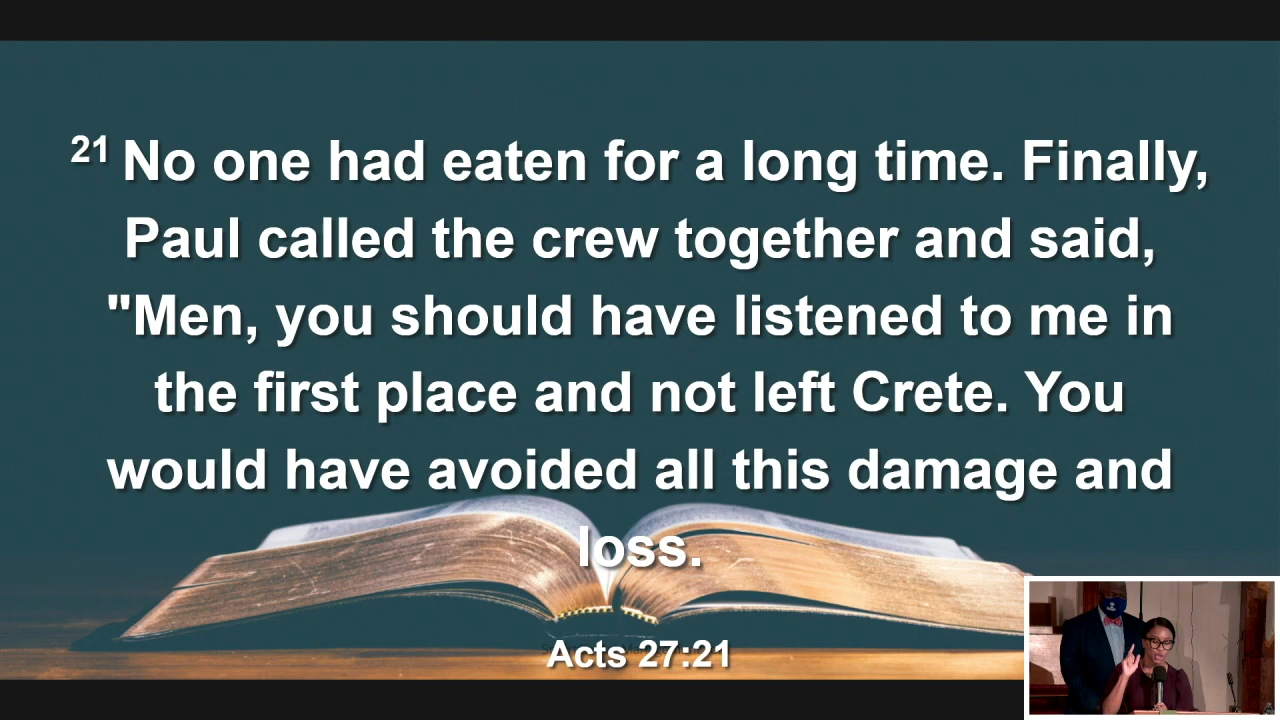 21 No one had eaten for a long time. Finally,
Paul called the crew together and said,
"Men, you should have listened to me in
the first place and not left Crete. You
would have avoided all this damage and
loss.
Acts 27:21